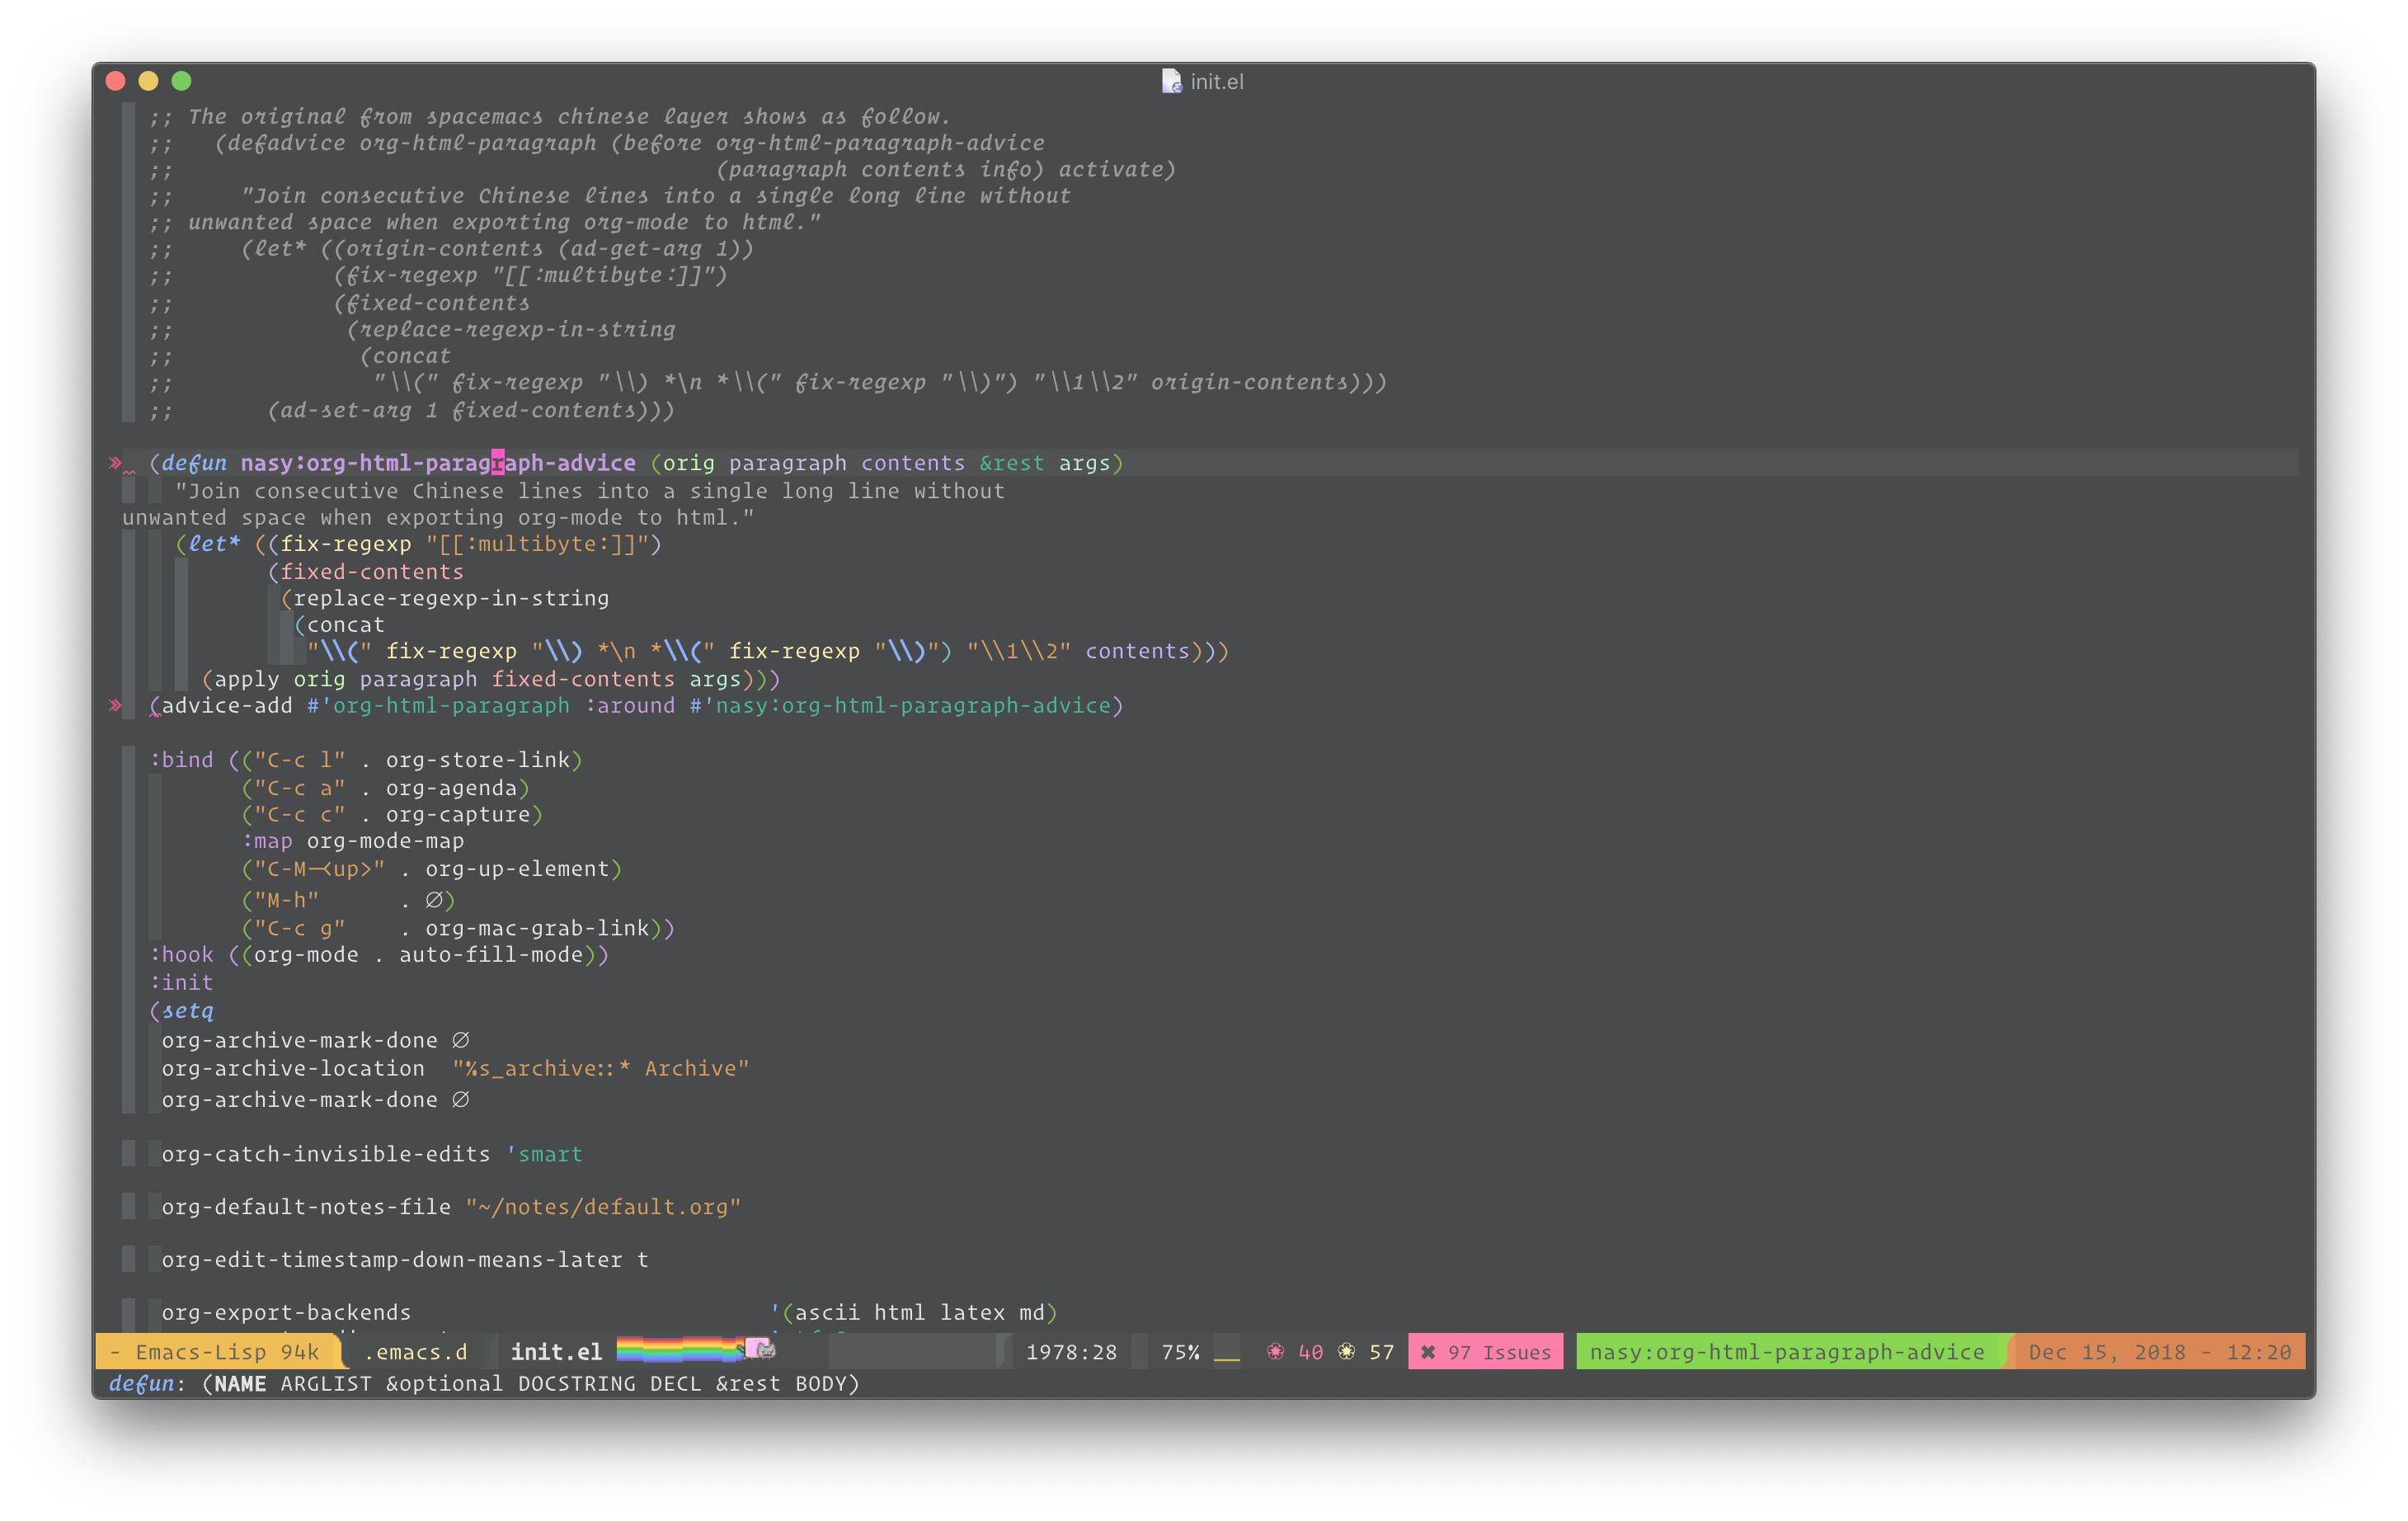 init.el
;; The original from spacemacs chinese layer shows as follow.
;;   (defadvice org-html-paragraph (before org-html-paragraph-advice
;;                                         (paragraph contents info) activate)
;;     "Join consecutive Chinese lines into a single long line without
;; unwanted space when exporting org-mode to html."
;;     (let* ((origin-contents (ad-get-arg 1))
;;            (fix-regexp "[[:multibyte:]]")
;;            (fixed-contents
;;             (replace-regexp-in-string
;;              (concat
;;               "\\(" fix-regexp "\\) *\n *\\(" fix-regexp "\\)") "\\1\\2" origin-contents)))
;;       (ad-set-arg 1 fixed-contents)))
(defun nasy:org-html-paragraph-advice (orig paragraph contents &rest args)
"Join consecutive Chinese lines into a single long line without
unwanted space when exporting org-mode to html."
(let* ((fix-regexp "[[:multibyte:]]")
(fixed-contents
(replace-regexp-in-string
(concat
"\\(" fix-regexp "\\) *\n *\\(" fix-regexp "\\)") "\\1\\2" contents)))
(apply orig paragraph fixed-contents args)))
(advice-add #'org-html-paragraph :around #'nasy:org-html-paragraph-advice)
:bind (("C-c l" . org-store-link)
("C-c a" . org-agenda)
("C-c c" . org-capture)
:map org-mode-map
("C-M-<up>" . org-up-element)
("M-h"      . ∅)
("C-c g"    . org-mac-grab-link))
:hook ((org-mode . auto-fill-mode))
:init
(setq
org-archive-mark-done ∅
org-archive-location  "%s_archive::* Archive"
org-archive-mark-done ∅
org-catch-invisible-edits 'smart
org-default-notes-file "~/notes/default.org"
org-edit-timestamp-down-means-later t
org-export-backends                           '(ascii html latex md)
- Emacs-Lisp 94k .emacs.d init.el 1978:28 75% 40 57 ✖ 97 Issues nasy:org-html-paragraph-advice Dec 15, 2018 - 12:20
defun: (NAME ARGLIST &optional DOCSTRING DECL &rest BODY)